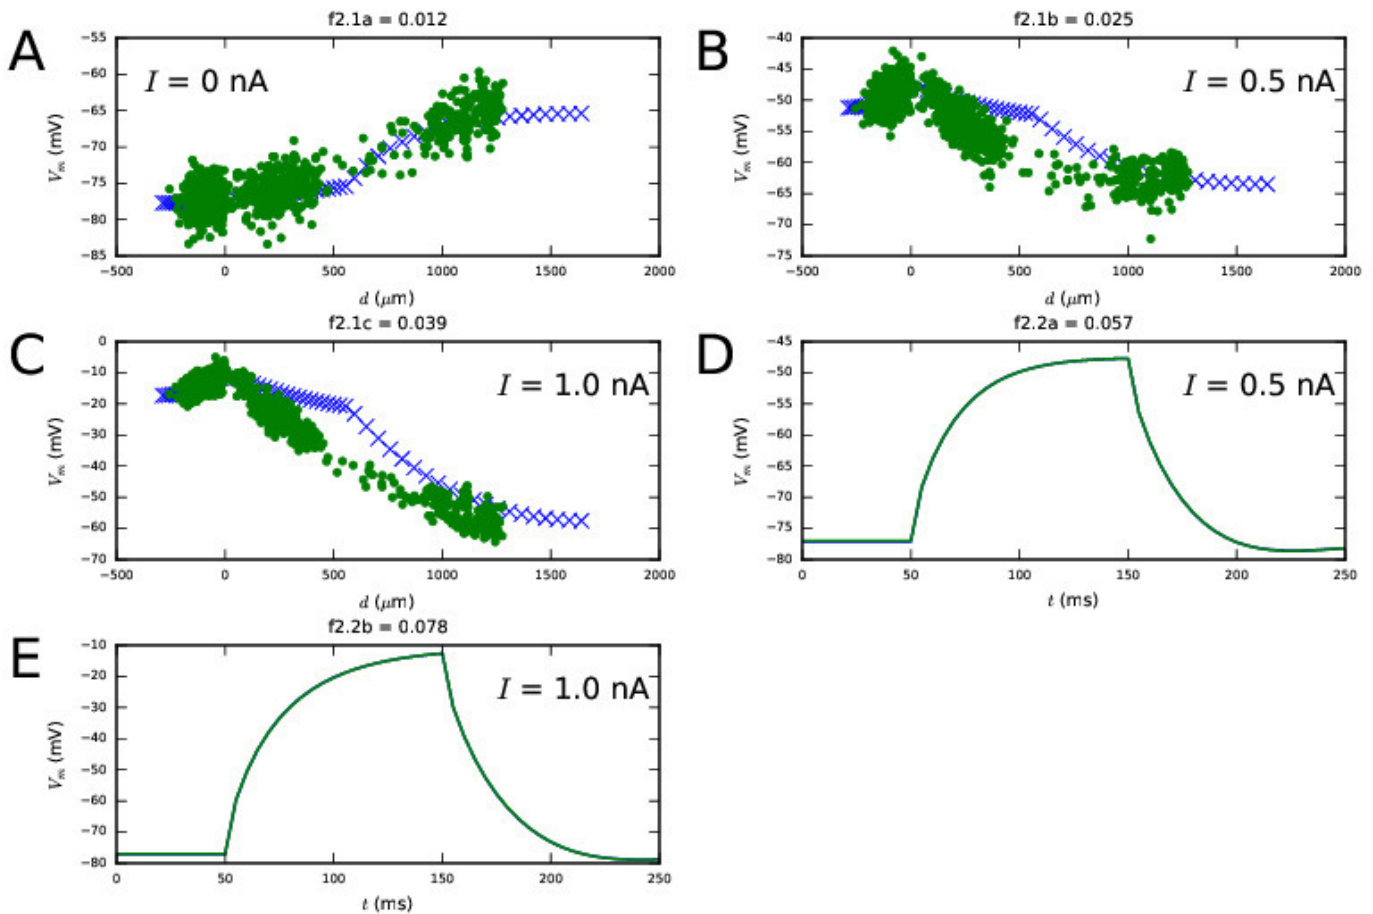 A
f2.1a = 0.012
I = 0 nA
−55
−60
−65
−70
−75
−80
−85
Vm (mV)
−500 0 500 1000 1500 2000
d (μm)
B
f2.1b = 0.025
I = 0.5 nA
−40
−45
−50
−55
−60
−65
−70
−75
Vm (mV)
−500 0 500 1000 1500 2000
d (μm)
C
f2.1c = 0.039
I = 1.0 nA
0
−10
−20
−30
−40
−50
−60
−70
Vm (mV)
−500 0 500 1000 1500 2000
d (μm)
D
f2.2a = 0.057
I = 0.5 nA
−45
−50
−55
−60
−65
−70
−75
−80
Vm (mV)
0 50 100 150 200 250
t (ms)
E
f2.2b = 0.078
I = 1.0 nA
−10
−20
−30
−40
−50
−60
−70
−80
Vm (mV)
0 50 100 150 200 250
t (ms)